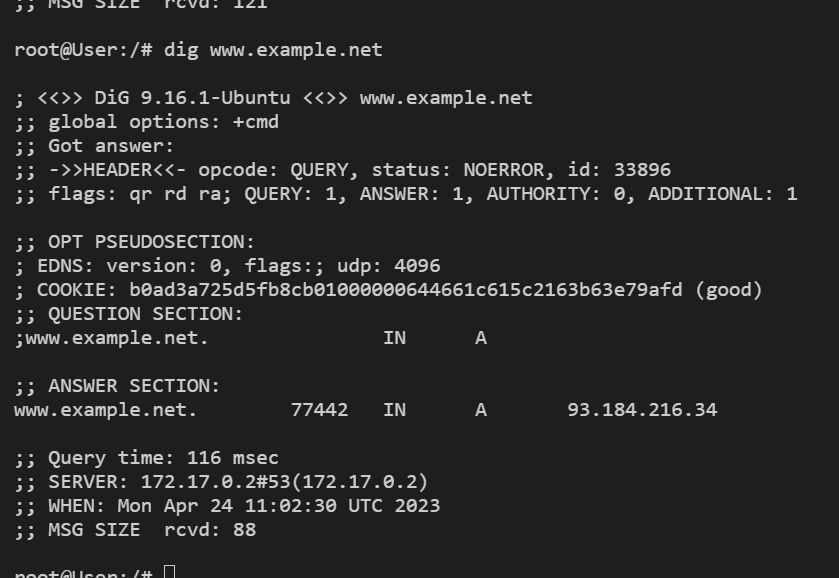 ;; MSG SIZE  rcvd: 121
root@User:/# dig www.example.net
; <<>> DiG 9.16.1-Ubuntu <<>> www.example.net
;; global options: +cmd
;; Got answer:
;; ->>HEADER<<- opcode: QUERY, status: NOERROR, id: 33896
;; flags: qr rd ra; QUERY: 1, ANSWER: 1, AUTHORITY: 0, ADDITIONAL: 1
;; OPT PSEUDOSECTION:
; EDNS: version: 0, flags:; udp: 4096
; COOKIE: b0ad3a725d5fb8cb01000000644661c615c2163b63e79afd (good)
;; QUESTION SECTION:
;www.example.net.               IN      A
;; ANSWER SECTION:
www.example.net.        77442   IN      A       93.184.216.34
;; Query time: 116 msec
;; SERVER: 172.17.0.2#53(172.17.0.2)
;; WHEN: Mon Apr 24 11:02:30 UTC 2023
;; MSG SIZE  rcvd: 88
root@User:/#